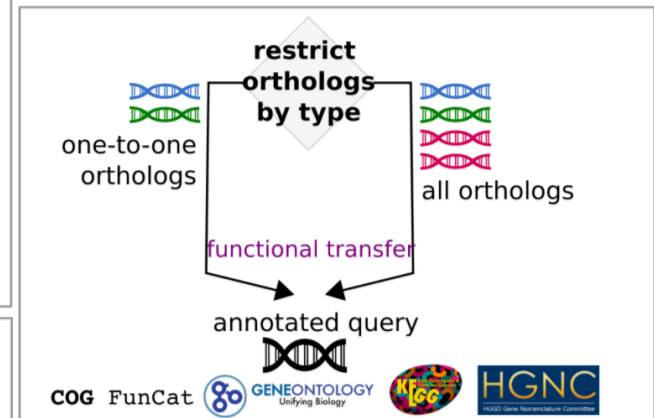 restrict
orthologs
by type
one-to-one
orthologs
all orthologs
functional transfer
annotated query
COG FunCat
GENEONTOLOGY
Unifying Biology
KEGG
HGNC
HUGO Gene Nomenclature Committee